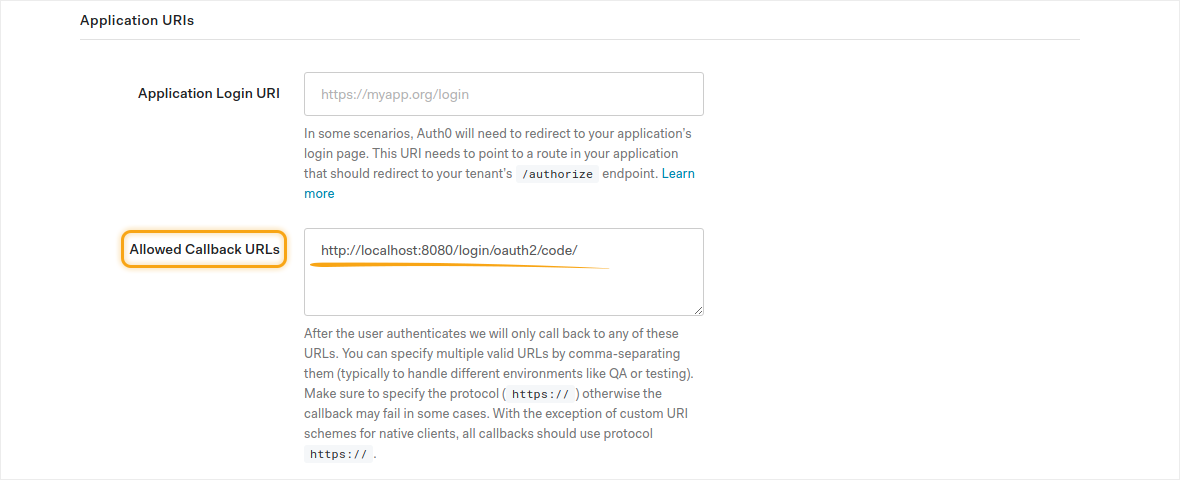 Application URIs
Application Login URI
https://myapp.org/login
In some scenarios, Auth0 will need to redirect to your application's
login page. This URI needs to point to a route in your application
that should redirect to your tenant's /authorize endpoint. Learn
more
Allowed Callback URLs
http://localhost:8080/login/oauth2/code/
After the user authenticates we will only call back to any of these
URLs. You can specify multiple valid URLs by comma-separating
them (typically to handle different environments like QA or testing).
Make sure to specify the protocol ( https:// ) otherwise the
callback may fail in some cases. With the exception of custom URI
schemes for native clients, all callbacks should use protocol
https:// .